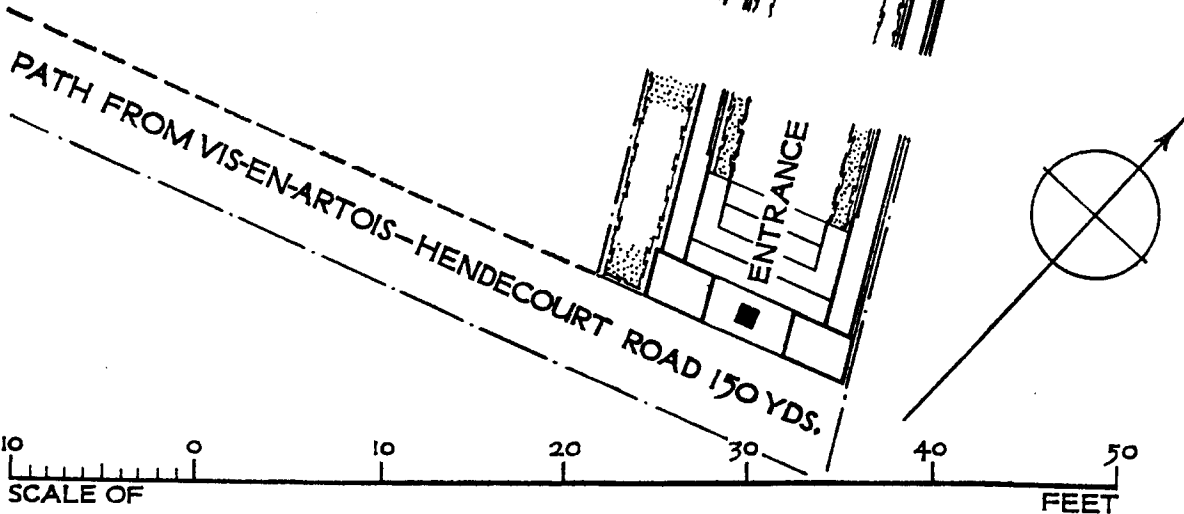 PATH FROM VIS-EN-ARTOIS-HENDECOURT ROAD 150 YDS.
ENTRANCE
10 0 10 20 30 40 50
SCALE OF FEET